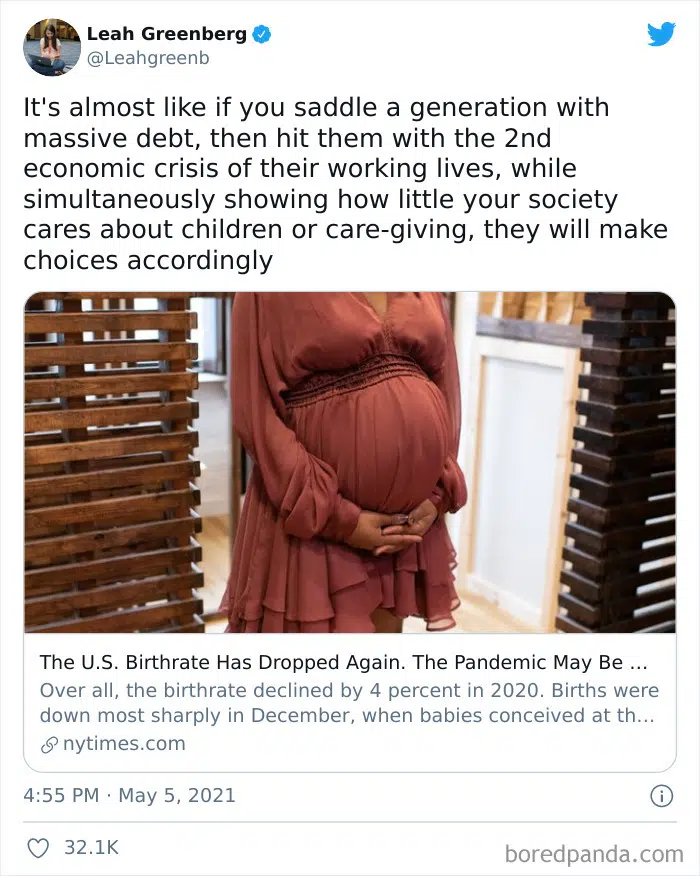 Leah Greenberg
@Leahgreenb
It's almost like if you saddle a generation with
massive debt, then hit them with the 2nd
economic crisis of their working lives, while
simultaneously showing how little your society
cares about children or care-giving, they will make
choices accordingly
The U.S. Birthrate Has Dropped Again. The Pandemic May Be ...
Over all, the birthrate declined by 4 percent in 2020. Births were
down most sharply in December, when babies conceived at th...
nytimes.com
4:55 PM · May 5, 2021
32.1K
boredpanda.com